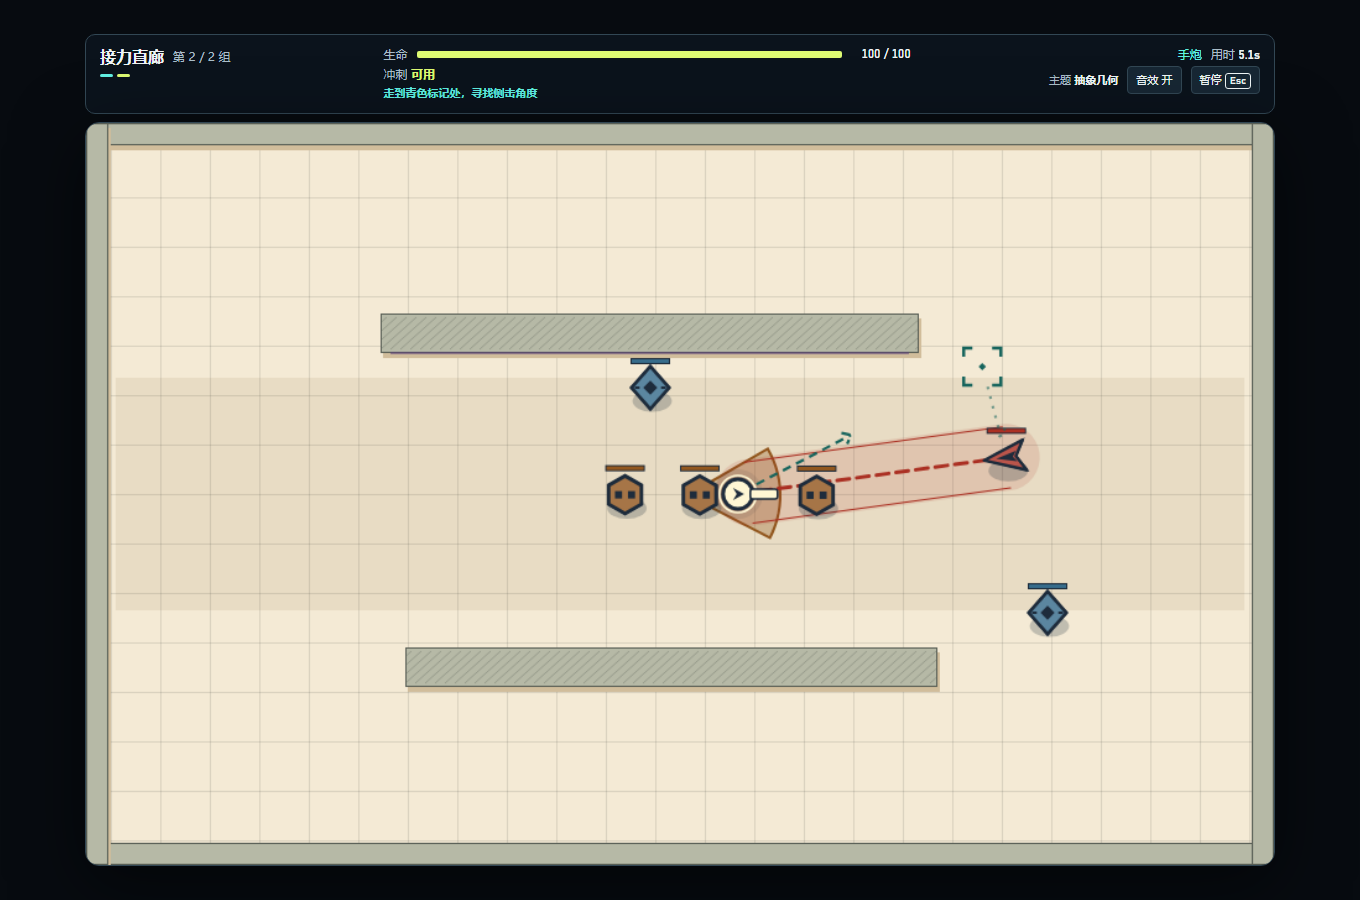 接力直廊 第 2 / 2 组
生命 100 / 100
冲刺 可用
走到青色标记处，寻找侧击角度
手炮 用时 5.1s
主题 抽象几何 音效 开 暂停 Esc